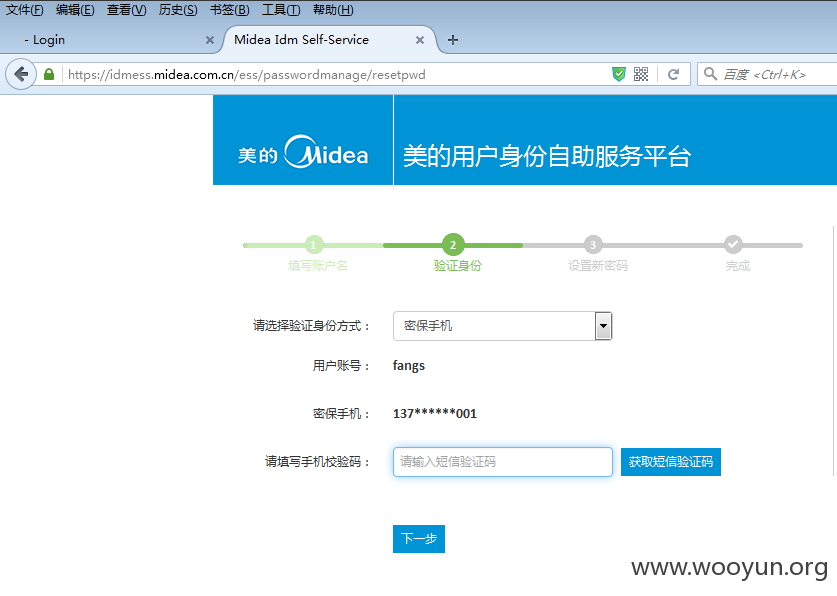 文件(F) 编辑(E) 查看(V) 历史(S) 书签(B) 工具(T) 帮助(H)
- Login × Midea Idm Self-Service × +
https://idmess.midea.com.cn/ess/passwordmanage/resetpwd 百度 <Ctrl+K>
美的 Midea 美的用户身份自助服务平台
1 2 3
填写账户名 验证身份 设置新密码 完成
请选择验证身份方式： 密保手机
用户账号： fangs
密保手机： 137******001
请填写手机校验码： 请输入短信验证码 获取短信验证码
下一步
www.wooyun.org